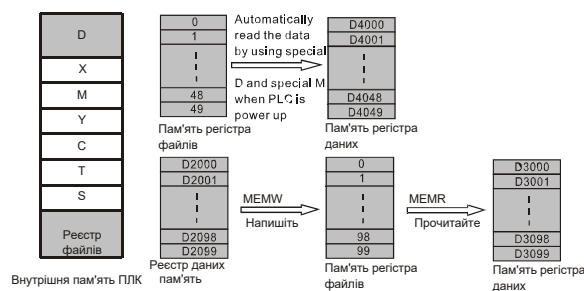 D
X
M
Y
C
T
S
Реєстр
файлів
Внутрішня пам'ять ПЛК
0
1
48
49
Пам'ять регістра
файлів
Automatically
read the data
by using special
D and special M
when PLC is
power up
D4000
D4001
D4048
D4049
Пам'ять регістра
даних
D2000
D2001
D2098
D2099
Реєстр даних
пам'ять
MEMW
Напишіть
0
1
98
99
Пам'ять регістра
файлів
MEMR
Прочитайте
D3000
D3001
D3098
D3099
Пам'ять регістра
даних